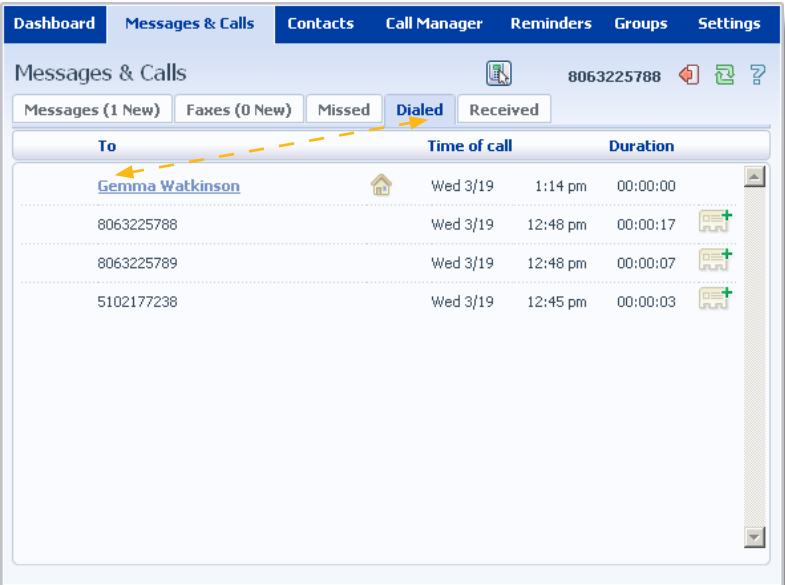 Dashboard Messages & Calls Contacts Call Manager Reminders Groups Settings
Messages & Calls 8063225788
Messages (1 New) Faxes (0 New) Missed Dialed Received
To Time of call Duration
Gemma Watkinson Wed 3/19 1:14 pm 00:00:00
8063225788 Wed 3/19 12:48 pm 00:00:17
8063225789 Wed 3/19 12:48 pm 00:00:07
5102177238 Wed 3/19 12:45 pm 00:00:03